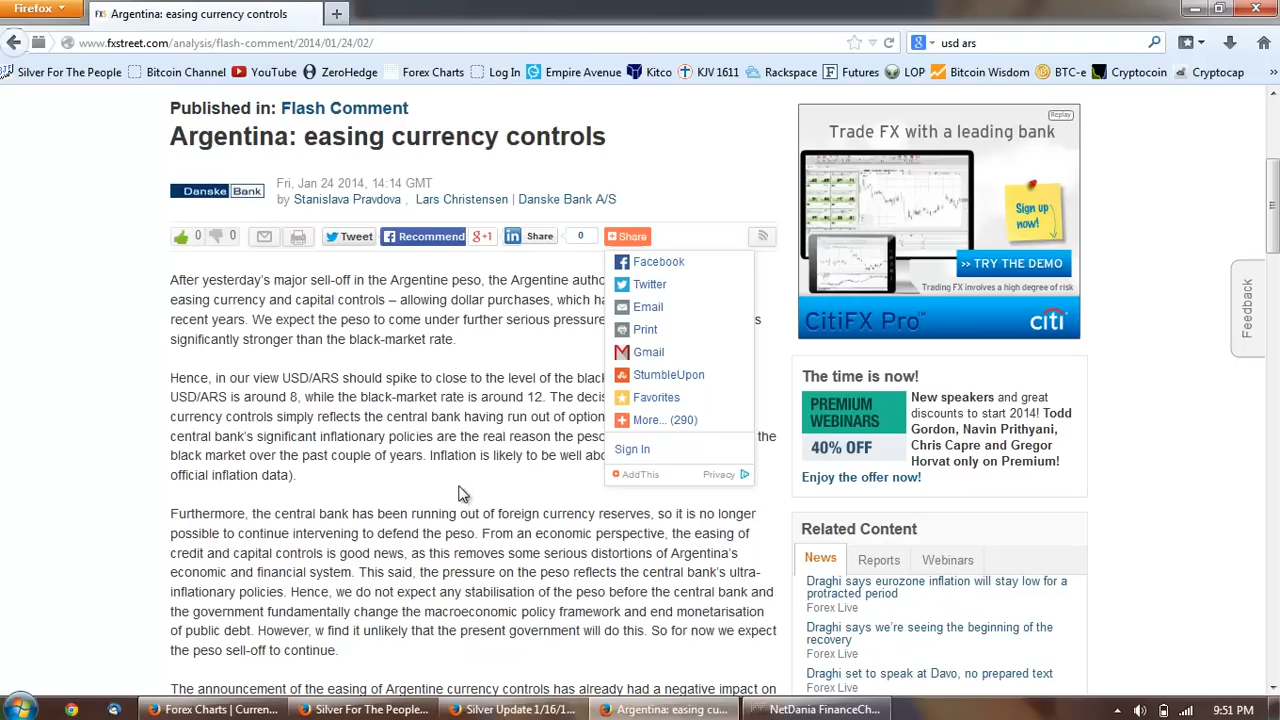 Firefox
Argentina: easing currency controls
www.fxstreet.com/analysis/flash-comment/2014/01/24/02/
usd ars
Silver For The People
Bitcoin Channel
YouTube
ZeroHedge
Forex Charts
Log In
Empire Avenue
Kitco
KJV 1611
Rackspace
Futures
LOP
Bitcoin Wisdom
BTC-e
Cryptocoin
Cryptocap
Published in: Flash Comment
Argentina: easing currency controls
Danske Bank
Fri, Jan 24 2014, 14:14 GMT
by Stanislava Pravdova , Lars Christensen | Danske Bank A/S
0 0 Tweet Recommend g+1 in Share 0 Share
After yesterday's major sell-off in the Argentine peso, the Argentine
easing currency and capital controls – allowing dollar purchases, which
recent years. We expect the peso to come under further serious pressure
significantly stronger than the black-market rate.
Hence, in our view USD/ARS should spike to close to the level of the
USD/ARS is around 8, while the black-market rate is around 12. The
currency controls simply reflects the central bank having run out of
central bank's significant inflationary policies are the real reason the the
black market over the past couple of years. Inflation is likely to be well
official inflation data).
Facebook
Twitter
Email
Print
Gmail
StumbleUpon
Favorites
More... (290)
Sign In
AddThis
Privacy
Furthermore, the central bank has been running out of foreign currency reserves, so it is no longer
possible to continue intervening to defend the peso. From an economic perspective, the easing of
credit and capital controls is good news, as this removes some serious distortions of Argentina's
economic and financial system. This said, the pressure on the peso reflects the central bank's ultra-
inflationary policies. Hence, we do not expect any stabilisation of the peso before the central bank and
the government fundamentally change the macroeconomic policy framework and end monetarisation
of public debt. However, w find it unlikely that the present government will do this. So for now we expect
the peso sell-off to continue.
The announcement of the easing of Argentine currency controls has already had a negative impact on
Replay
Trade FX with a leading bank
Sign up
now!
>> TRY THE DEMO
Trading FX involves a high degree of risk
CitiFX Pro™
citi
Feedback
The time is now!
PREMIUM
WEBINARS
40% OFF
New speakers and great
discounts to start 2014! Todd
Gordon, Navin Prithyani,
Chris Capre and Gregor
Horvat only on Premium!
Enjoy the offer now!
Related Content
News Reports Webinars
Draghi says eurozone inflation will stay low for a
protracted period
Forex Live
Draghi says we're seeing the beginning of the
recovery
Forex Live
Draghi set to speak at Davo, no prepared text
Forex Live
Forex Charts | Curren...
Silver For The People...
Silver Update 1/16/1...
Argentina: easing cu...
NetDania FinanceCh...
9:51 PM